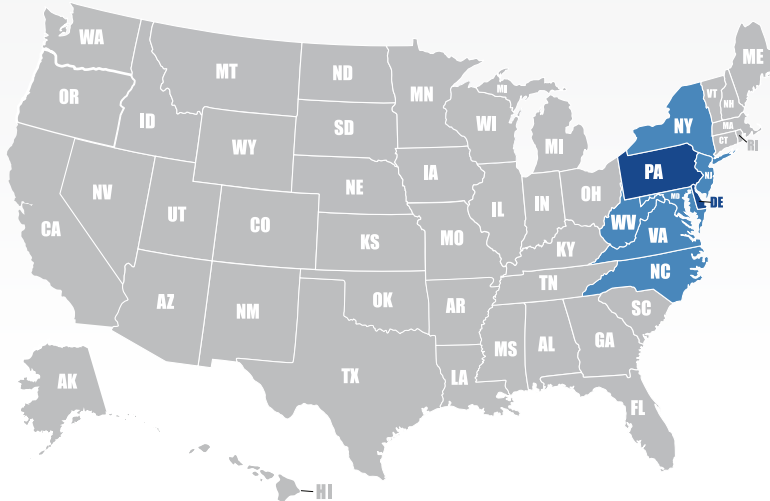 WA
MT
ND
MN
MI
ME
OR
ID
WY
SD
WI
MI
NY
VT
NH
MA
CT
RI
NV
UT
CO
NE
IA
IL
IN
OH
PA
NJ
MD
DE
CA
KS
MO
KY
WV
VA
AZ
NM
OK
AR
TN
NC
SC
TX
LA
MS
AL
GA
FL
AK
HI